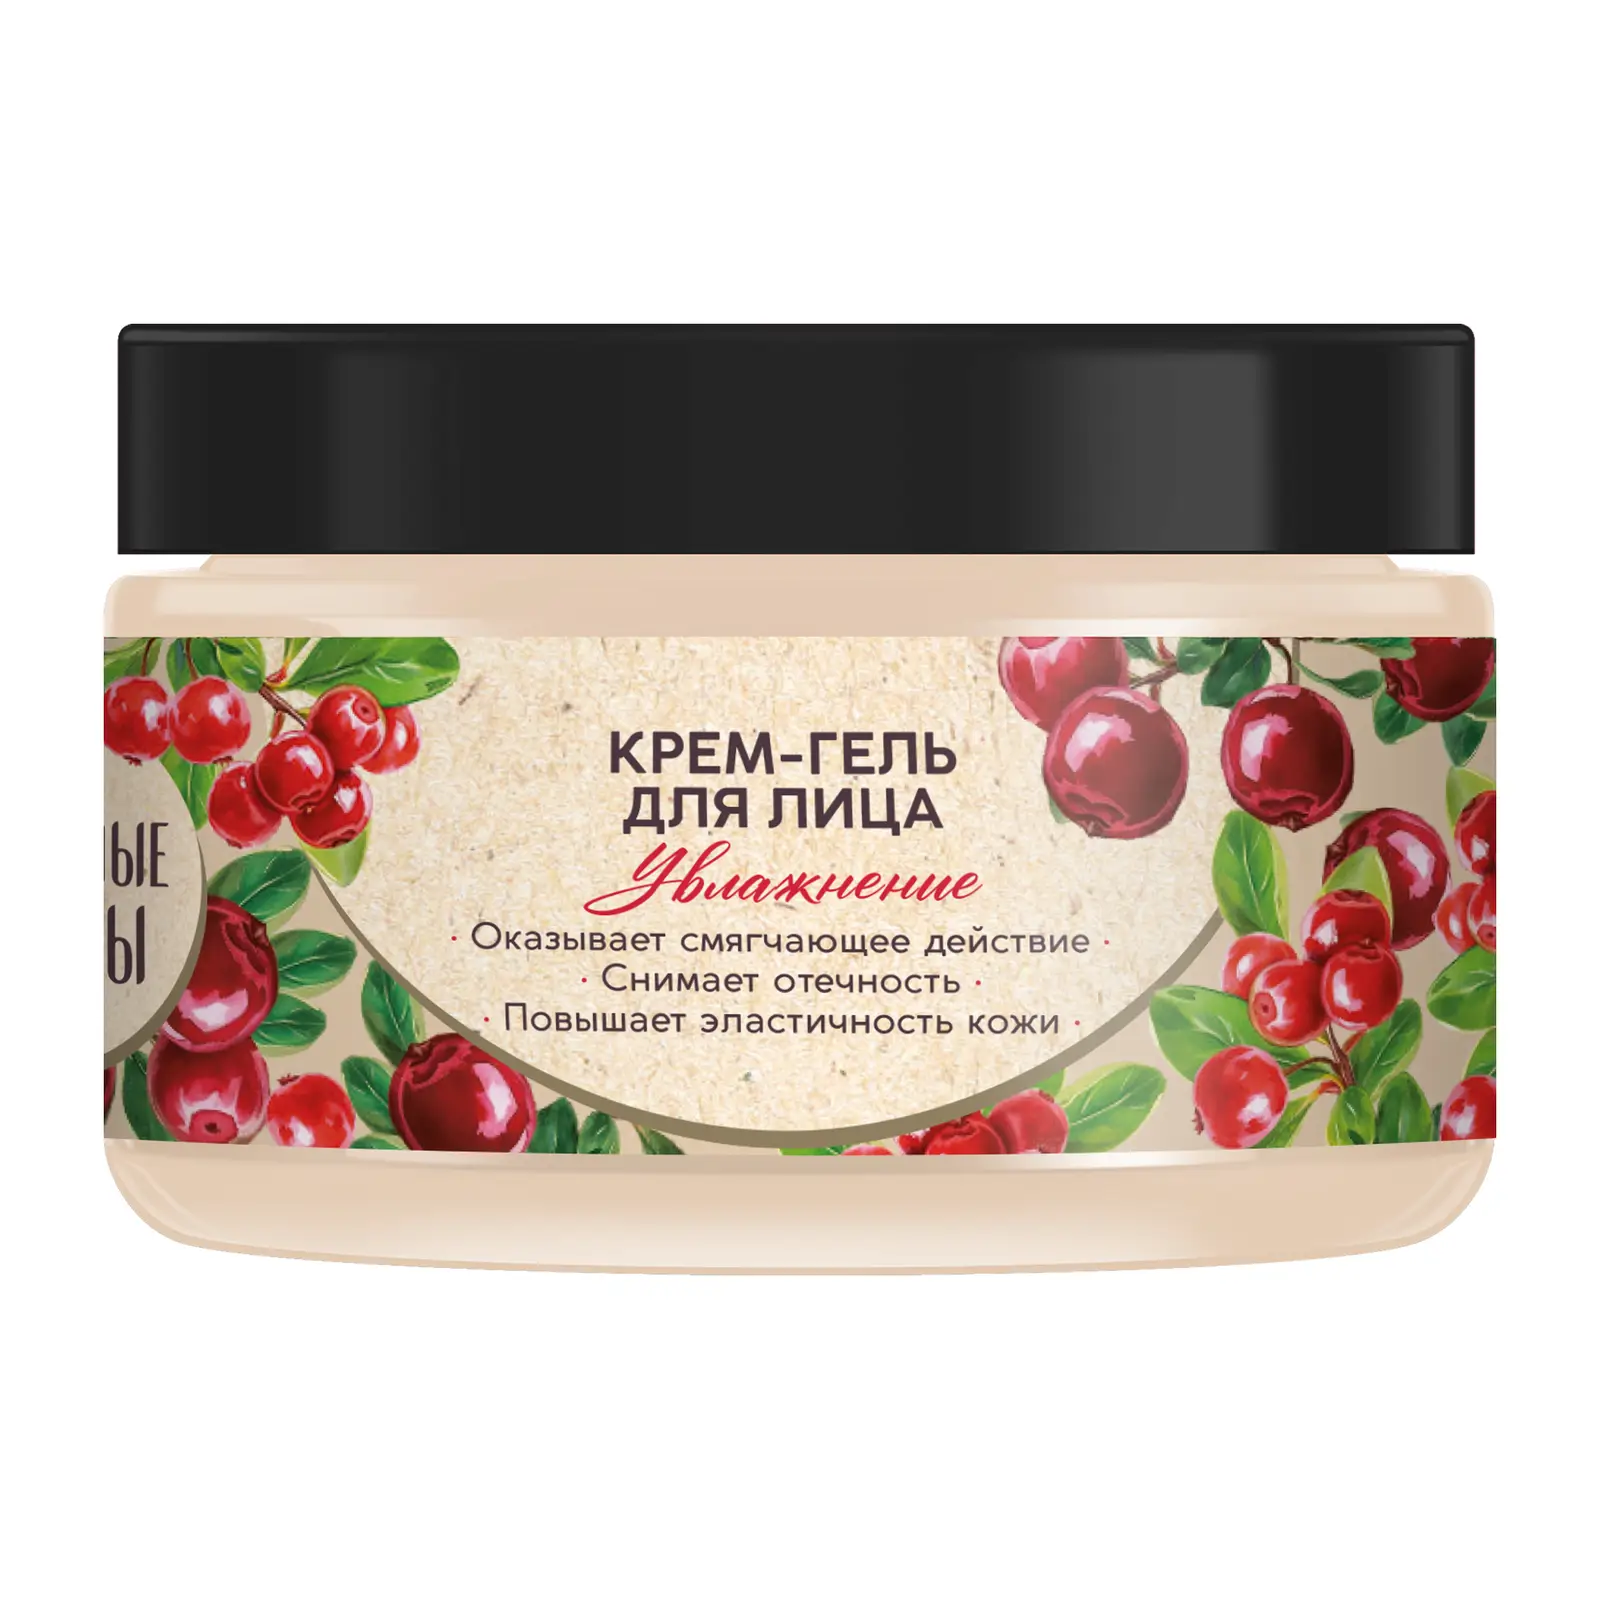 КРЕМ-ГЕЛЬ
ДЛЯ ЛИЦА
Увлажнение
· Оказывает смягчающее действие ·
· Снимает отечность ·
· Повышает эластичность кожи ·